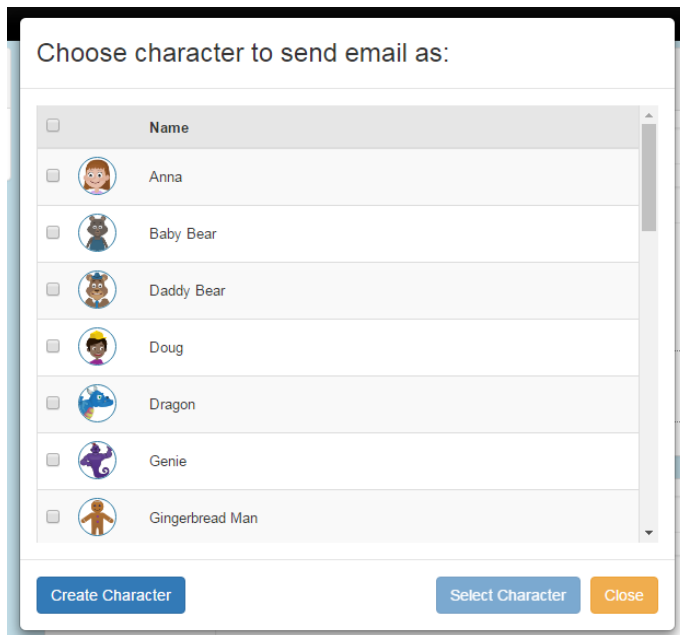 Choose character to send email as:
Name
Anna
Baby Bear
Daddy Bear
Doug
Dragon
Genie
Gingerbread Man
Create Character
Select Character
Close